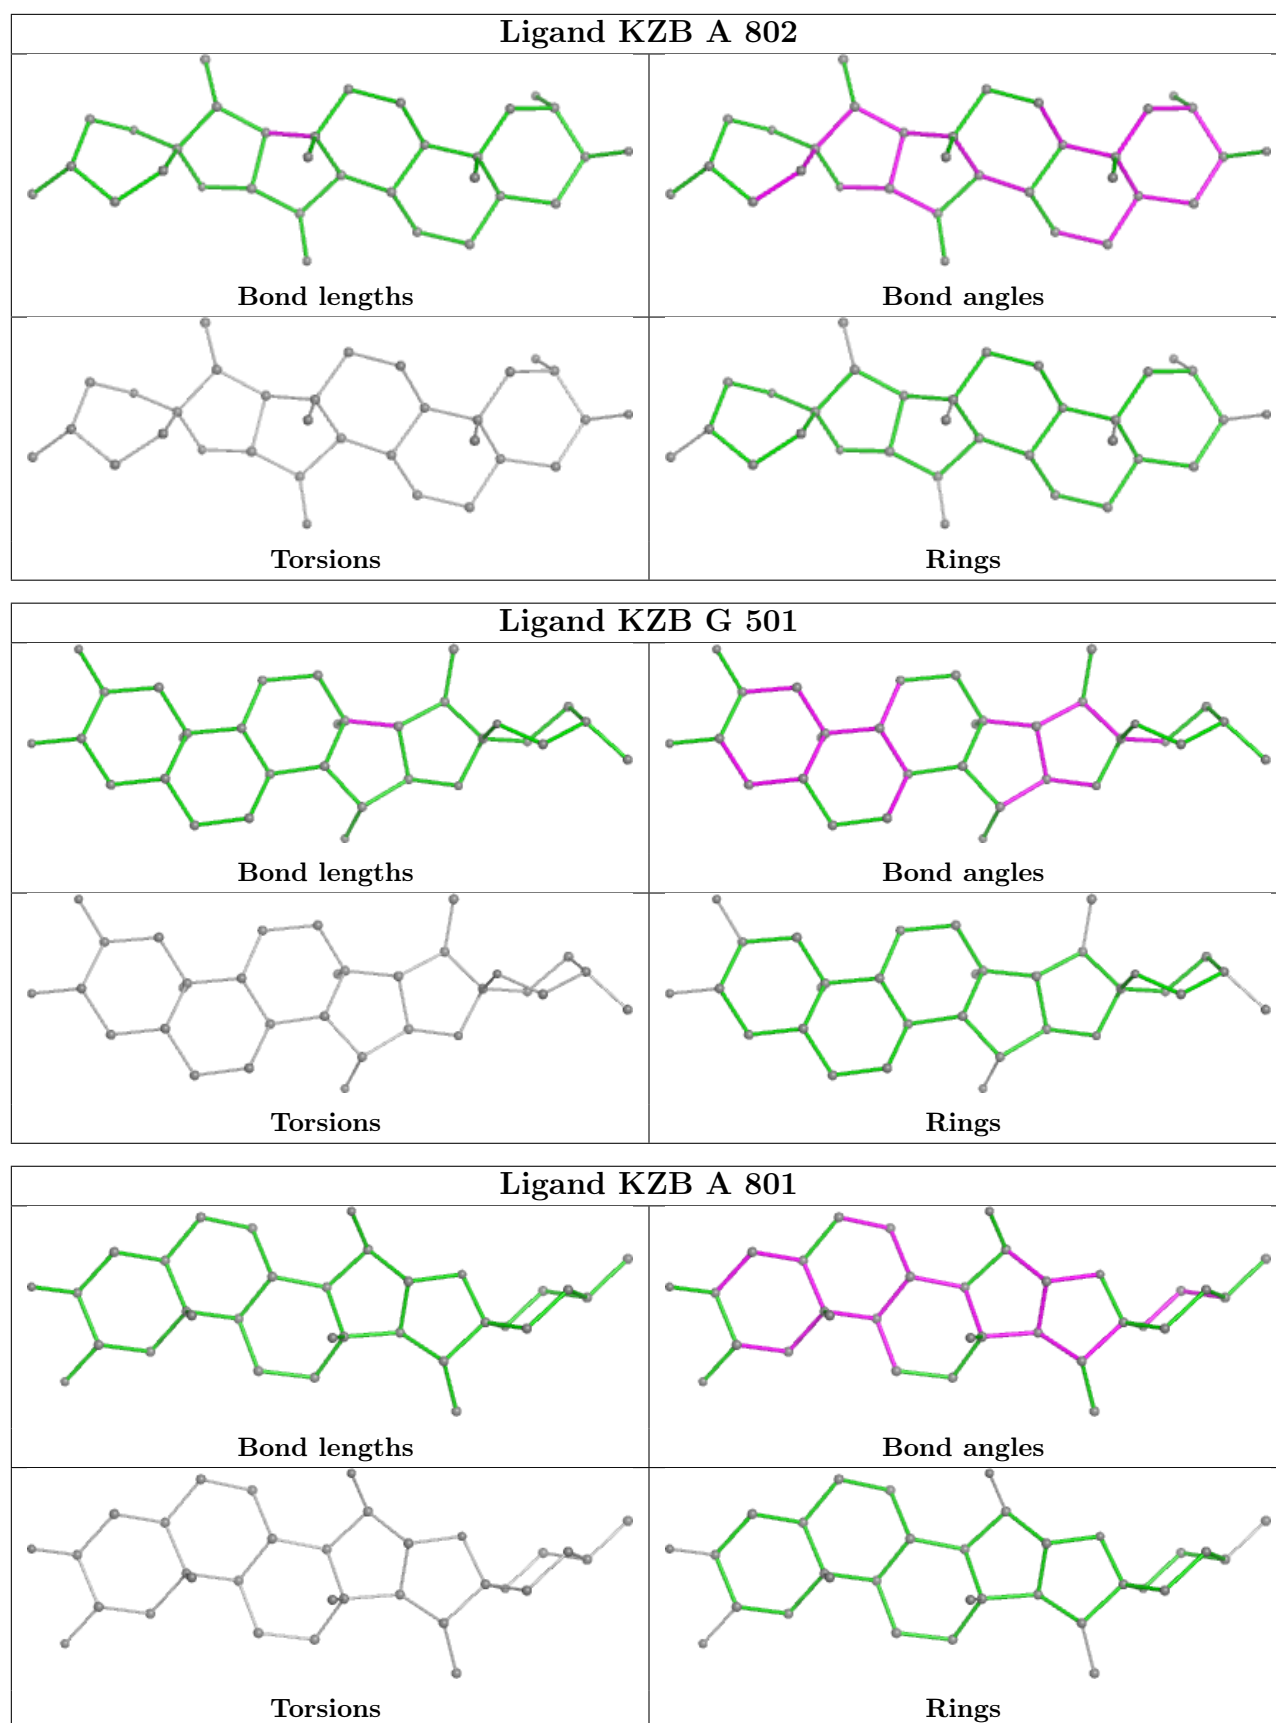 Ligand KZB A 802
Bond lengths
Bond angles
Torsions
Rings
Ligand KZB G 501
Bond lengths
Bond angles
Torsions
Rings
Ligand KZB A 801
Bond lengths
Bond angles
Torsions
Rings